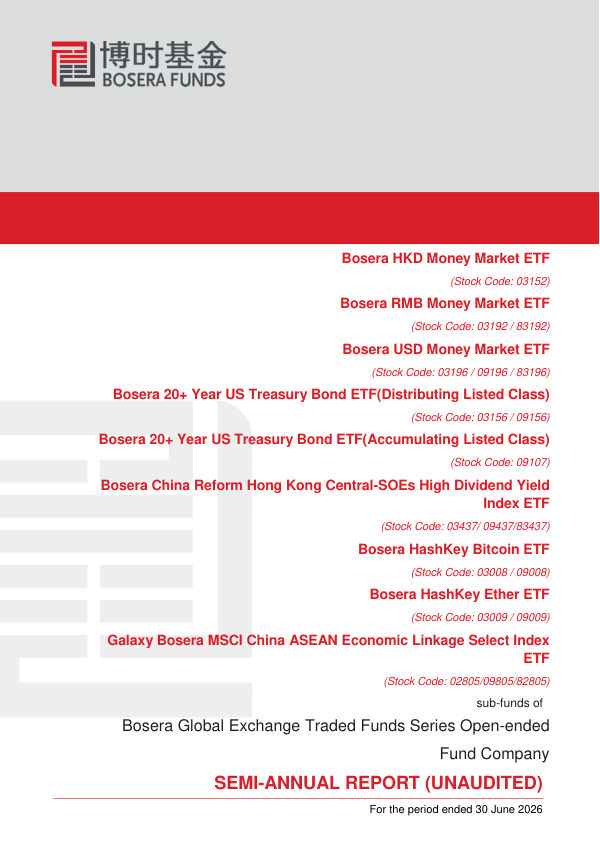 博时基金
BOSERA FUNDS
Bosera HKD Money Market ETF
(Stock Code: 03152)
Bosera RMB Money Market ETF
(Stock Code: 03192 / 83192)
Bosera USD Money Market ETF
(Stock Code: 03196 / 09196 / 83196)
Bosera 20+ Year US Treasury Bond ETF(Distributing Listed Class)
(Stock Code: 03156 / 09156)
Bosera 20+ Year US Treasury Bond ETF(Accumulating Listed Class)
(Stock Code: 09107)
Bosera China Reform Hong Kong Central-SOEs High Dividend Yield
Index ETF
(Stock Code: 03437/ 09437/83437)
Bosera HashKey Bitcoin ETF
(Stock Code: 03008 / 09008)
Bosera HashKey Ether ETF
(Stock Code: 03009 / 09009)
Galaxy Bosera MSCI China ASEAN Economic Linkage Select Index
ETF
(Stock Code: 02805/09805/82805)
sub-funds of
Bosera Global Exchange Traded Funds Series Open-ended
Fund Company
SEMI-ANNUAL REPORT (UNAUDITED)
For the period ended 30 June 2026